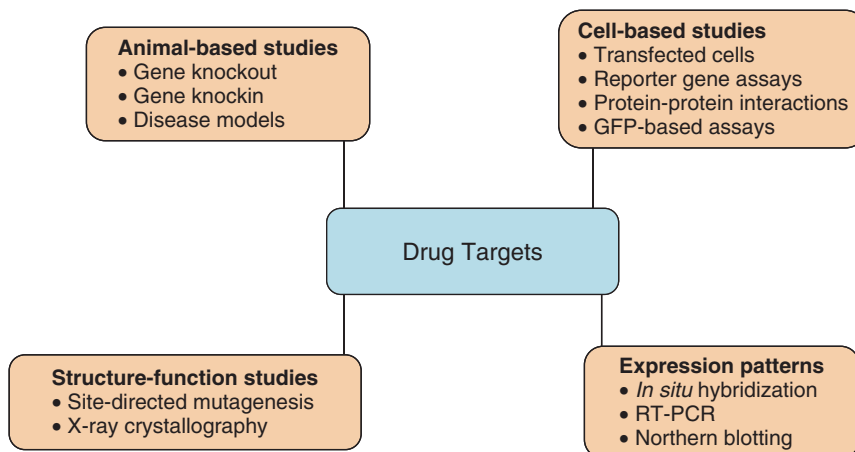 Animal-based studies
• Gene knockout
• Gene knockin
• Disease models
Cell-based studies
• Transfected cells
• Reporter gene assays
• Protein-protein interactions
• GFP-based assays
Drug Targets
Structure-function studies
• Site-directed mutagenesis
• X-ray crystallography
Expression patterns
• In situ hybridization
• RT-PCR
• Northern blotting